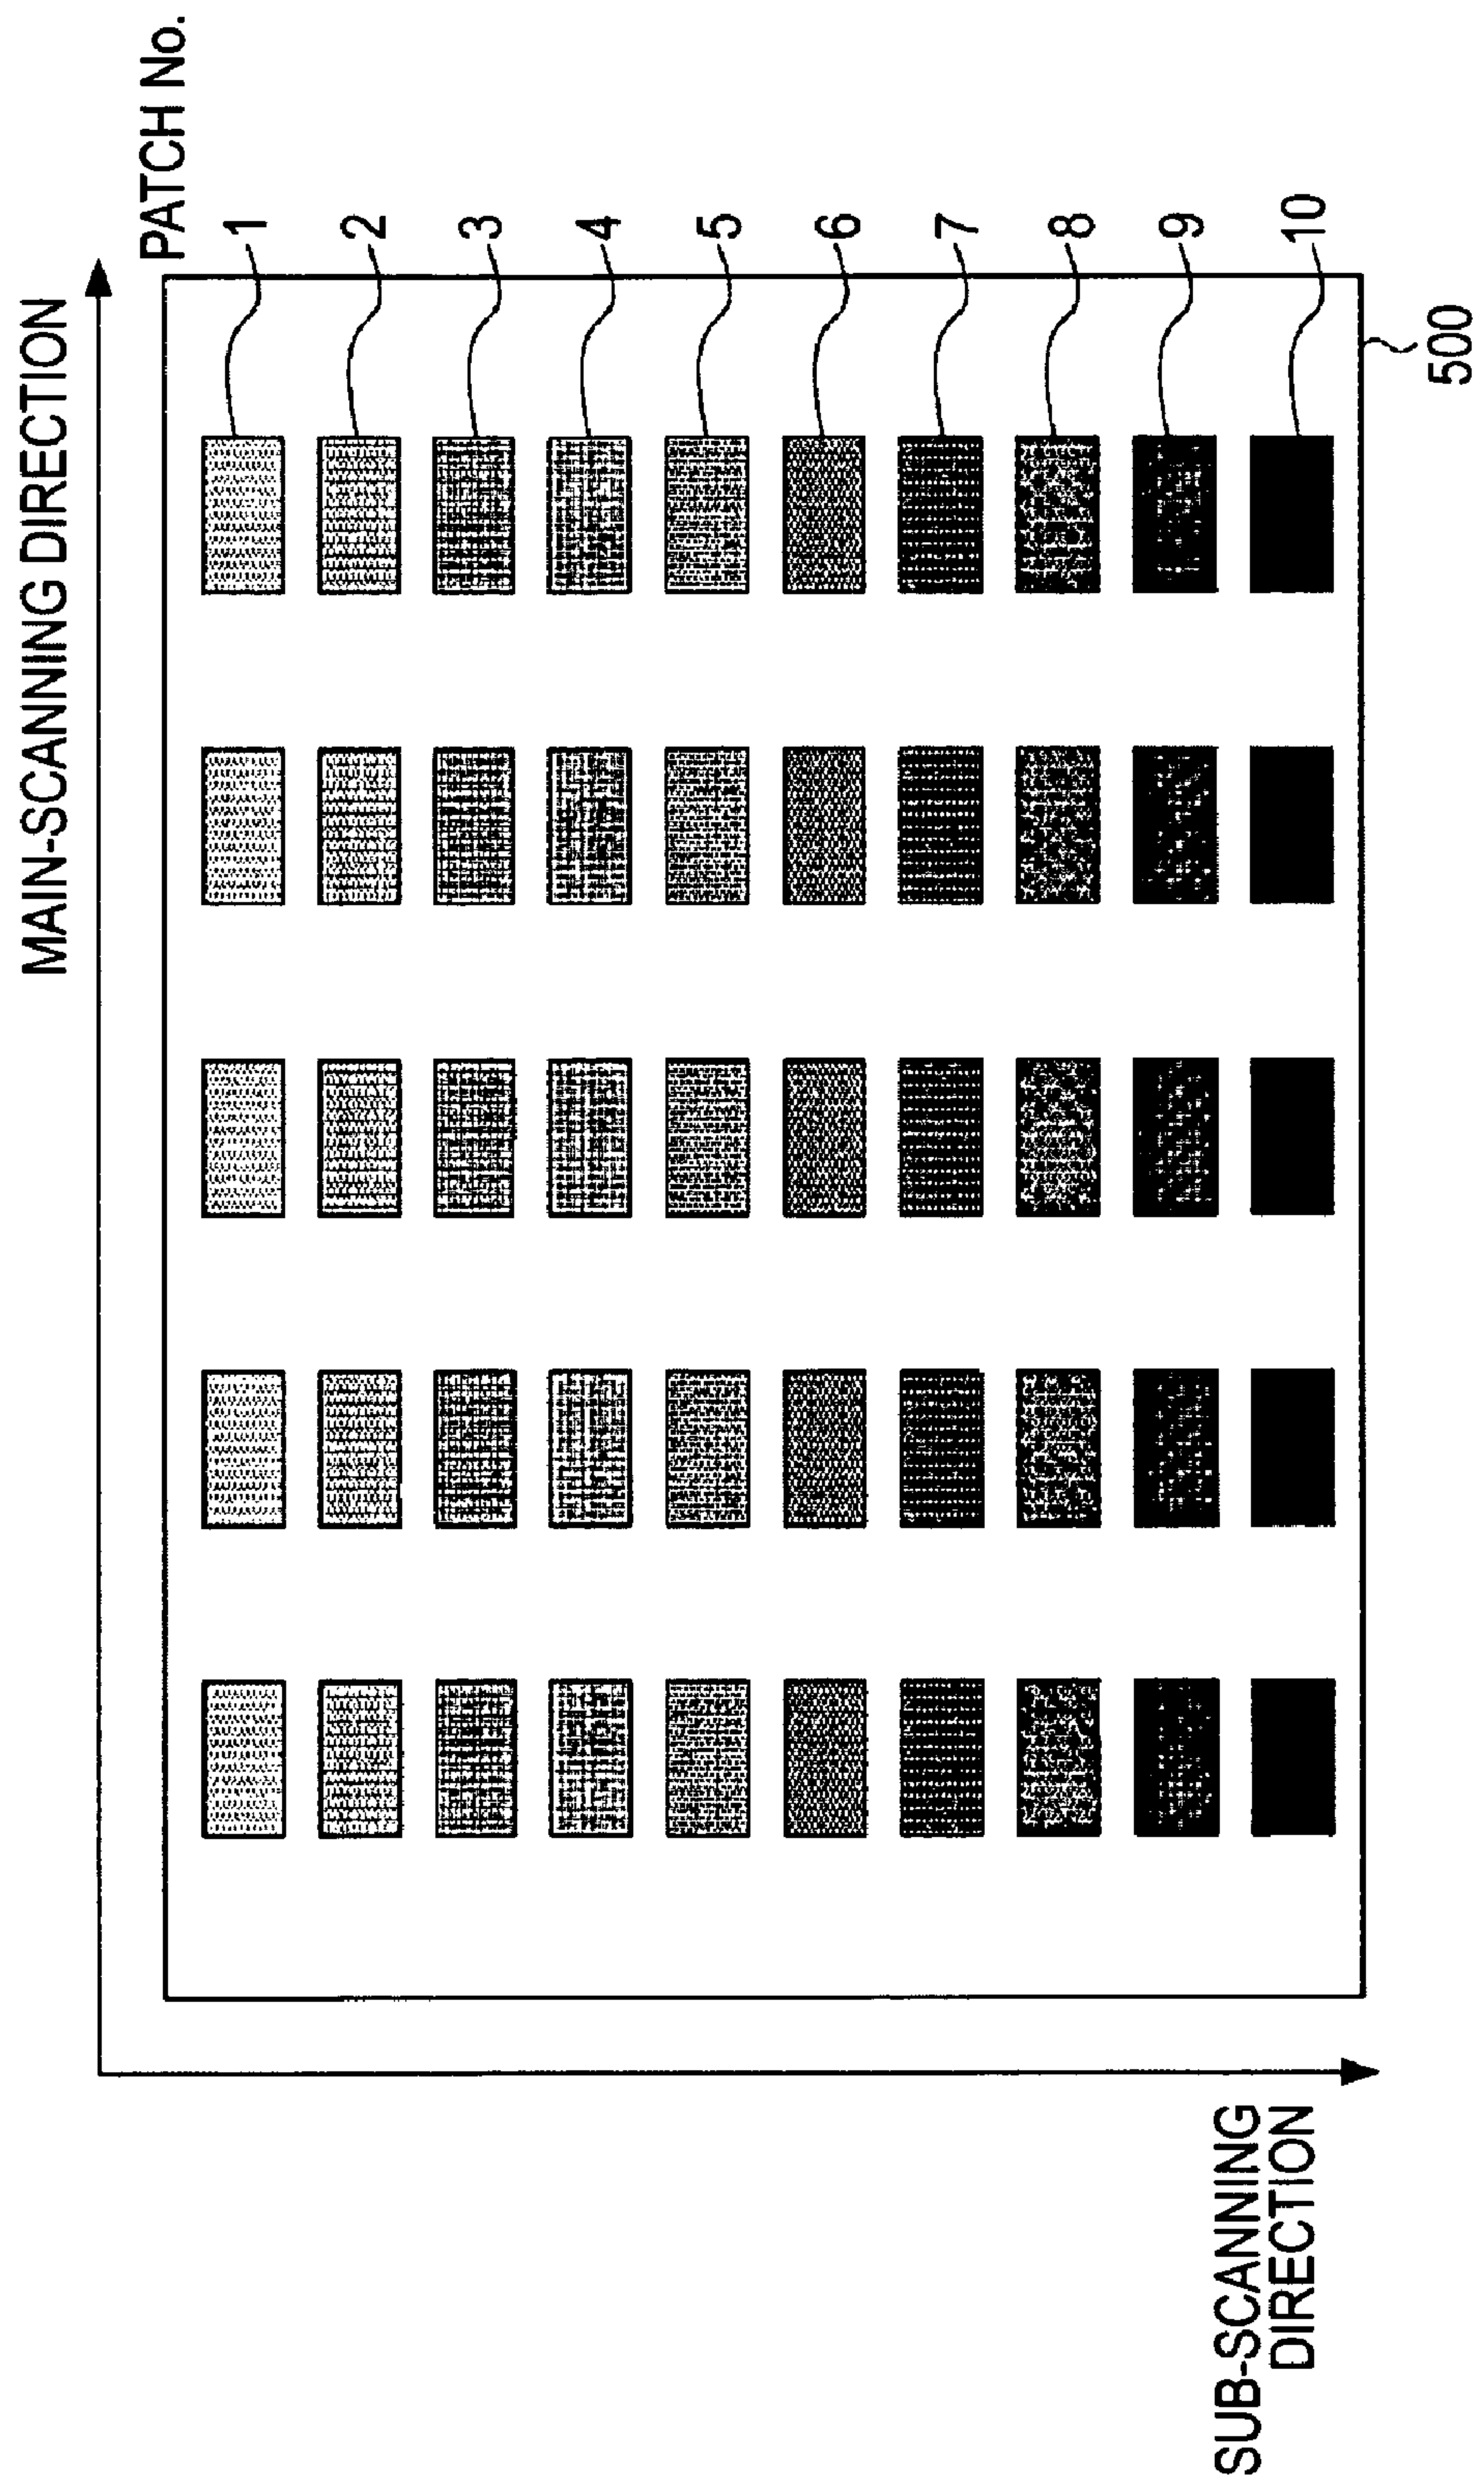 MAIN-SCANNING DIRECTION
PATCH No.
1
2
3
4
5
6
7
8
9
10
500
SUB-SCANNING
DIRECTION